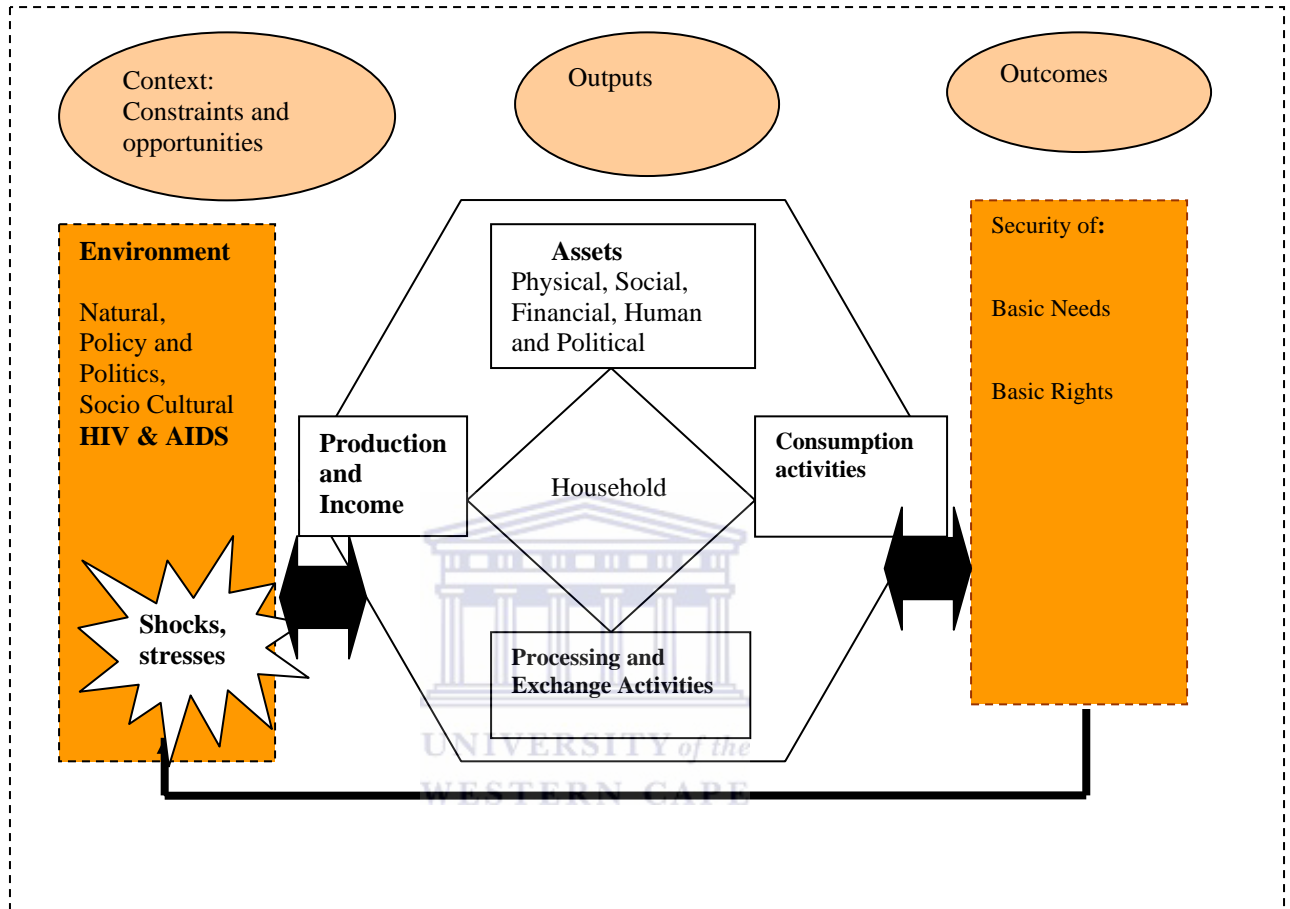 Context:
Constraints and
opportunities
Outputs
Outcomes
Environment
Natural,
Policy and
Politics,
Socio Cultural
HIV & AIDS
Shocks,
stresses
Assets
Physical, Social,
Financial, Human
and Political
Production
and
Income
Household
Consumption
activities
Processing and
Exchange Activities
Security of:
Basic Needs
Basic Rights
UNIVERSITY of the
WESTERN CAPE